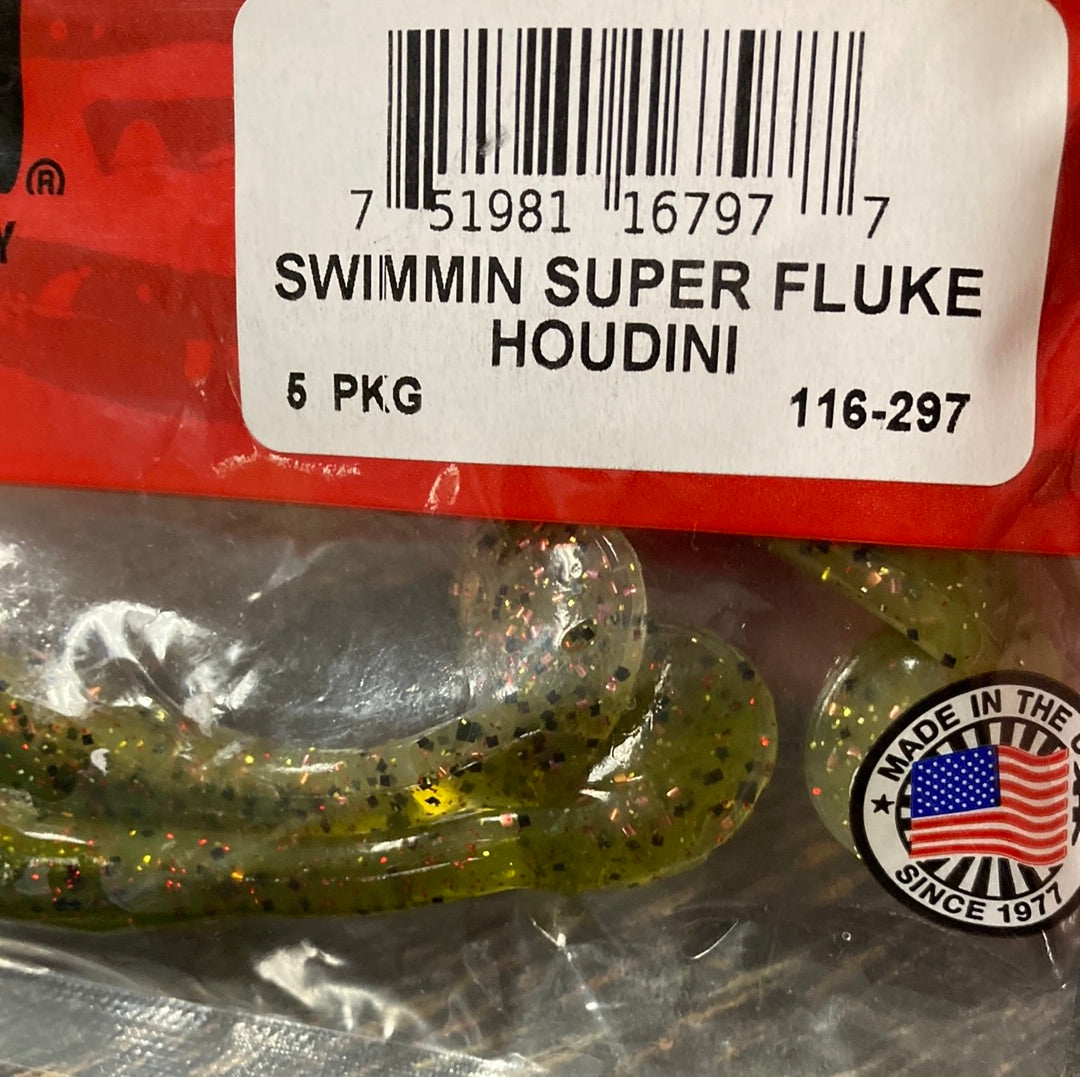 ®
Y
7 51981 16797 7
SWIMMIN SUPER FLUKE
HOUDINI
5 PKG 116-297
★ MADE IN THE
SINCE 1977